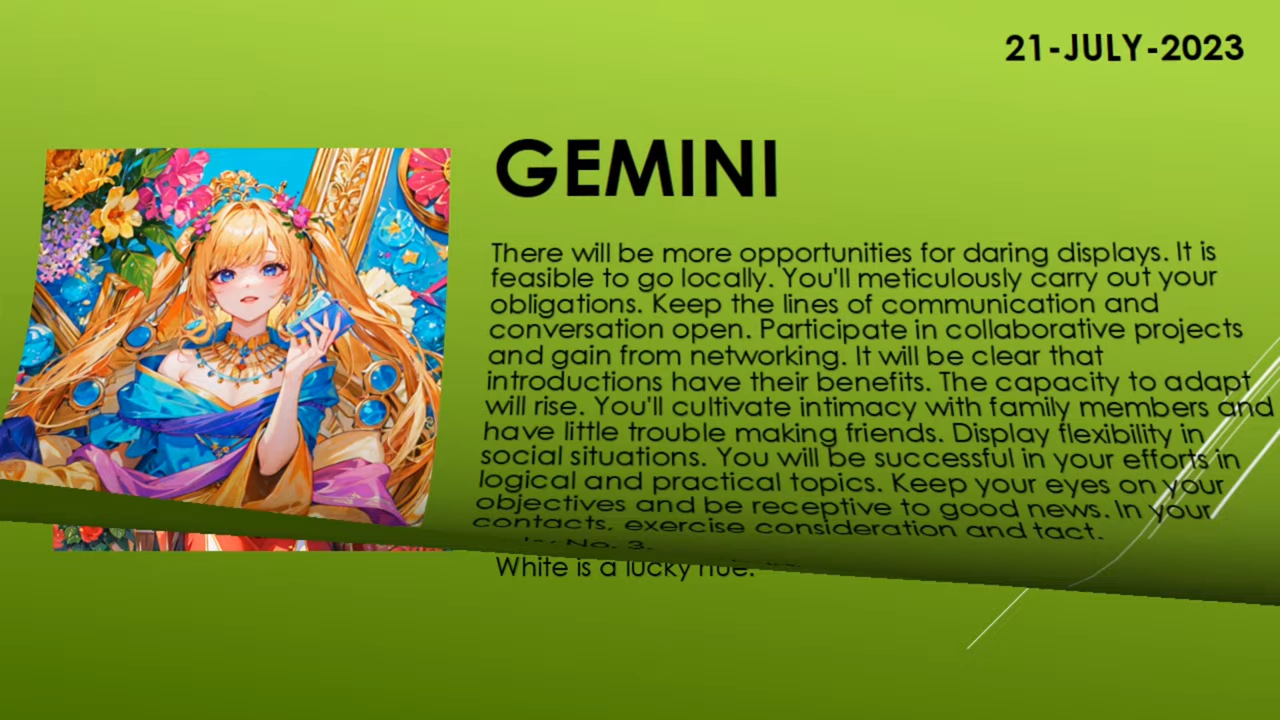 21-JULY-2023
GEMINI
There will be more opportunities for daring displays. It is
feasible to go locally. You'll meticulously carry out your
obligations. Keep the lines of communication and
conversation open. Participate in collaborative projects
and gain from networking. It will be clear that
introductions have their benefits. The capacity to adapt
will rise. You'll cultivate intimacy with family members and
have little trouble making friends. Display flexibility in
social situations. You will be successful in your efforts in
logical and practical topics. Keep your eyes on your
objectives and be receptive to good news. In your
contacts, exercise consideration and tact.
No. 3.
White is a lucky hue.